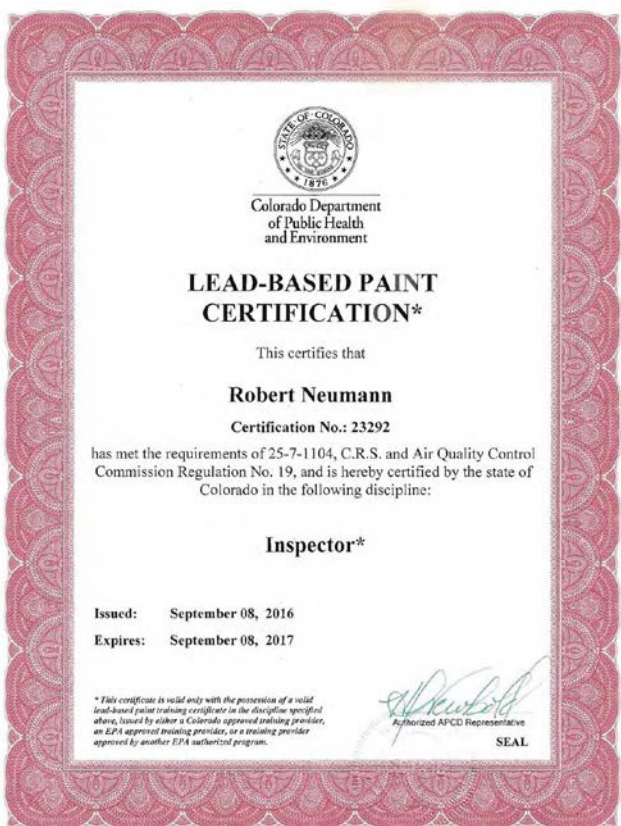 STATE OF COLORADO
1876
Colorado Department
of Public Health
and Environment
LEAD-BASED PAINT
CERTIFICATION*
This certifies that
Robert Neumann
Certification No.: 23292
has met the requirements of 25-7-1104, C.R.S. and Air Quality Control
Commission Regulation No. 19, and is hereby certified by the state of
Colorado in the following discipline:
Inspector*
Issued: September 08, 2016
Expires: September 08, 2017
* This certificate is valid only with the possession of a valid
lead-based paint training certificate in the discipline specified
above, issued by either a Colorado approved training provider,
an EPA approved training provider, or a training provider
approved by another EPA authorized program.
Authorized APCD Representative
SEAL